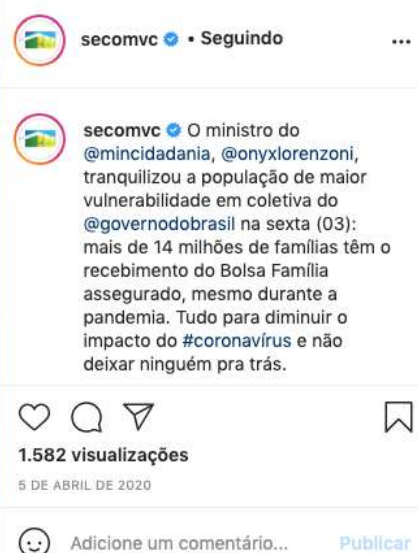 secomvc • Seguindo
secomvc O ministro do
@mincidadania, @onyxlorenzoni,
tranquilizou a população de maior
vulnerabilidade em coletiva do
@governodobrasil na sexta (03):
mais de 14 milhões de famílias têm o
recebimento do Bolsa Família
assegurado, mesmo durante a
pandemia. Tudo para diminuir o
impacto do #coronavírus e não
deixar ninguém pra trás.
1.582 visualizações
5 DE ABRIL DE 2020
Adicione um comentário... Publicar